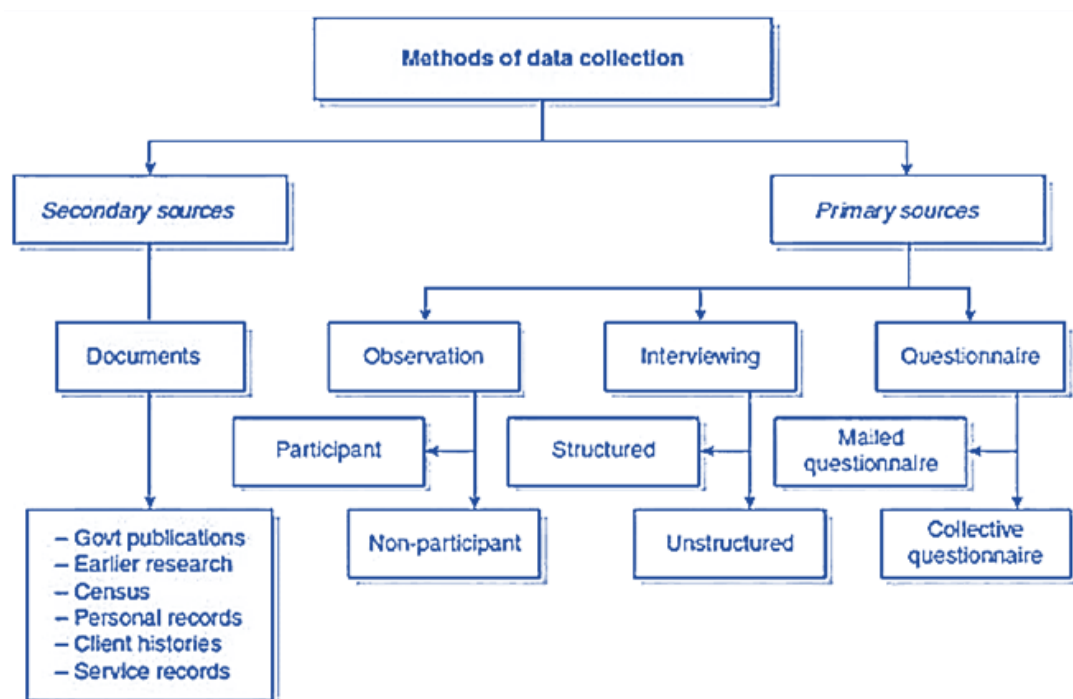 Methods of data collection
Secondary sources
Primary sources
Documents
Observation
Interviewing
Questionnaire
Participant
Structured
Mailed
questionnaire
Non-participant
Unstructured
Collective
questionnaire
– Govt publications
– Earlier research
– Census
– Personal records
– Client histories
– Service records